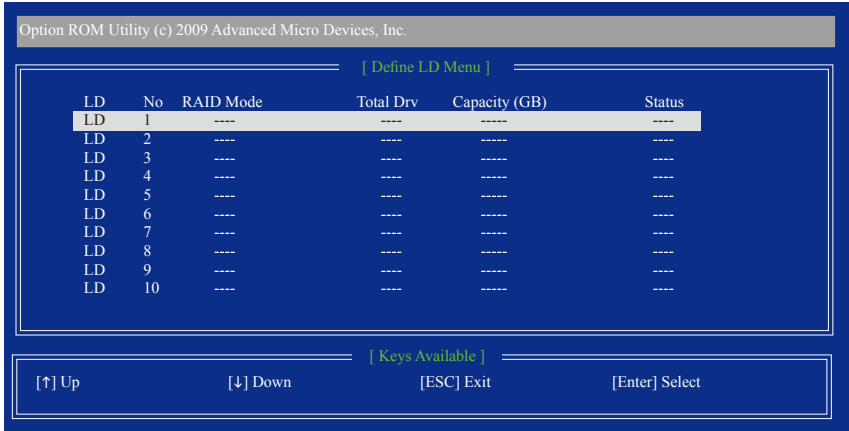 Option ROM Utility (c) 2009 Advanced Micro Devices, Inc.
[ Define LD Menu ]
LD No RAID Mode Total Drv Capacity (GB) Status
LD 1 ---- ---- ----- ----
LD 2 ---- ---- ----- ----
LD 3 ---- ---- ----- ----
LD 4 ---- ---- ----- ----
LD 5 ---- ---- ----- ----
LD 6 ---- ---- ----- ----
LD 7 ---- ---- ----- ----
LD 8 ---- ---- ----- ----
LD 9 ---- ---- ----- ----
LD 10 ---- ---- ----- ----
[ Keys Available ]
[↑] Up [↓] Down [ESC] Exit [Enter] Select